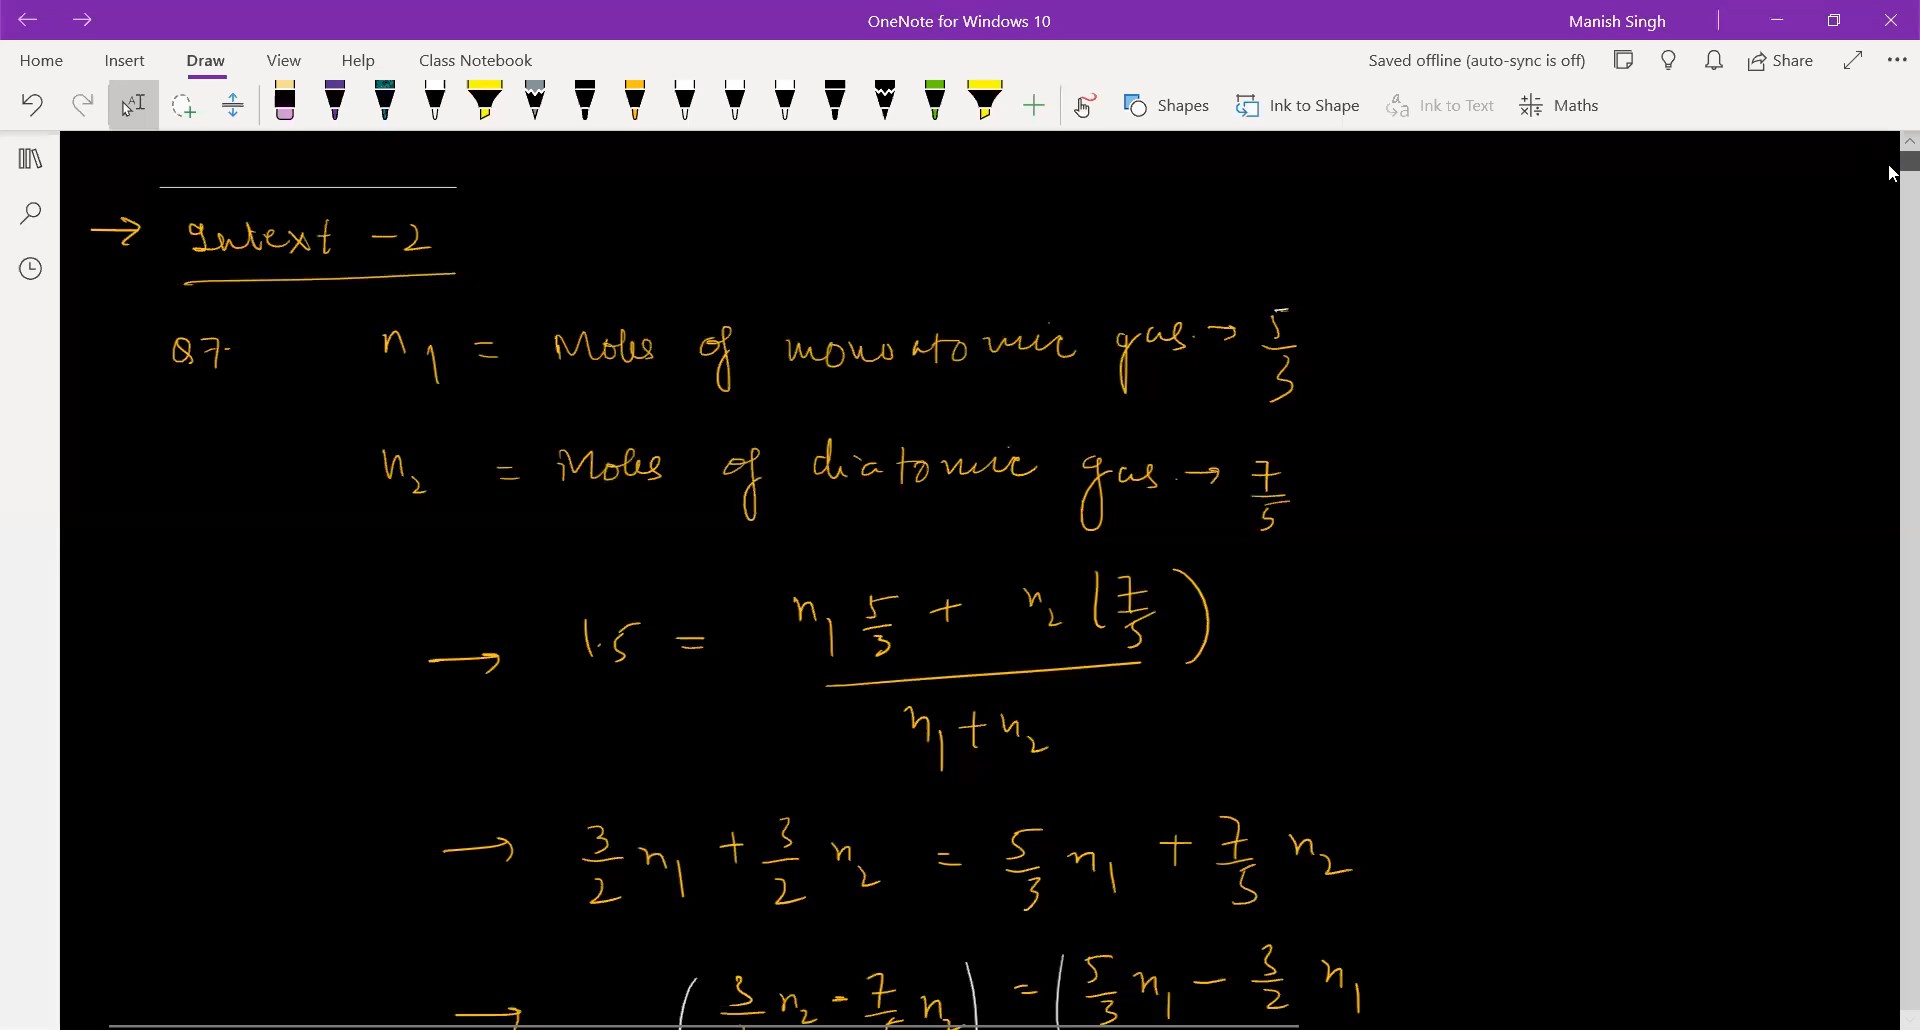 OneNote for Windows 10
Manish Singh
Home Insert Draw View Help Class Notebook
Saved offline (auto-sync is off) Share
Shapes Ink to Shape Ink to Text Maths
→ Intext - 2
Q7. n₁ = Moles of monoatomic gas. → 5/3
n₂ = Moles of diatomic gas. → 7/5
→ 1.5 = (n₁ 5/3 + n₂ (7/5)) / (n₁ + n₂)
→ 3/2 n₁ + 3/2 n₂ = 5/3 n₁ + 7/5 n₂
→ (3 n₂ - 7 n₂) = (5/3 n₁ - 3/2 n₁